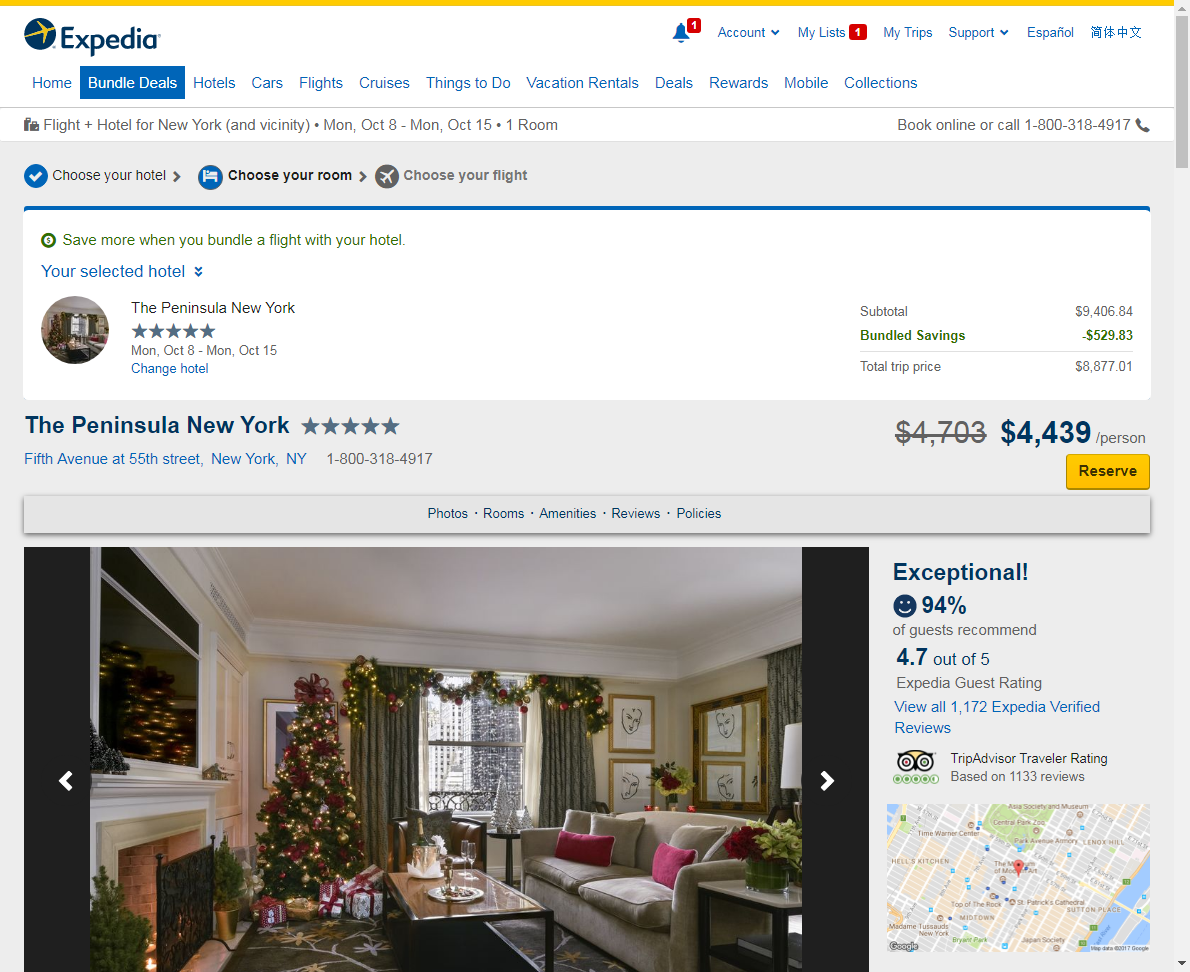 Expedia
1
Account
My Lists 1
My Trips
Support
Español
简体中文
Home
Bundle Deals
Hotels
Cars
Flights
Cruises
Things to Do
Vacation Rentals
Deals
Rewards
Mobile
Collections
Flight + Hotel for New York (and vicinity) • Mon, Oct 8 - Mon, Oct 15 • 1 Room
Book online or call 1-800-318-4917
Choose your hotel
Choose your room
Choose your flight
Save more when you bundle a flight with your hotel.
Your selected hotel
The Peninsula New York
Mon, Oct 8 - Mon, Oct 15
Change hotel
Subtotal $9,406.84
Bundled Savings -$529.83
Total trip price $8,877.01
The Peninsula New York
$4,703 $4,439 /person
Fifth Avenue at 55th street, New York, NY 1-800-318-4917
Reserve
Photos · Rooms · Amenities · Reviews · Policies
Exceptional!
94%
of guests recommend
4.7 out of 5
Expedia Guest Rating
View all 1,172 Expedia Verified
Reviews
TripAdvisor Traveler Rating
Based on 1133 reviews
Asia Society and Museum
Central Park Zoo
Time Warner Center
Park Avenue Armory
LENOX HILL
HELL'S KITCHEN
The Museum
of Modern Art
Top of The Rock
St. Patrick's Cathedral
SUTTON PLACE
MIDTOWN
Madame Tussauds
New York
Bryant Park
Japan Society
Google
Map data ©2017 Google